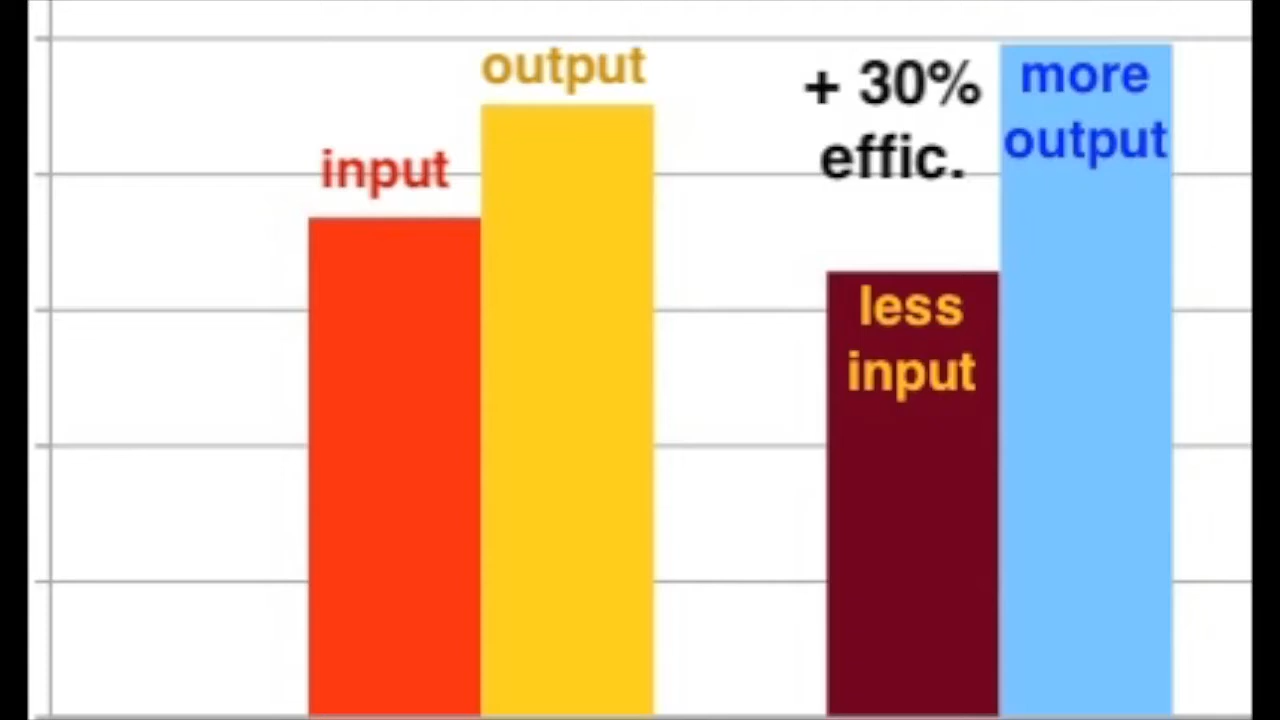 input
output
+ 30%
effic.
less
input
more
output